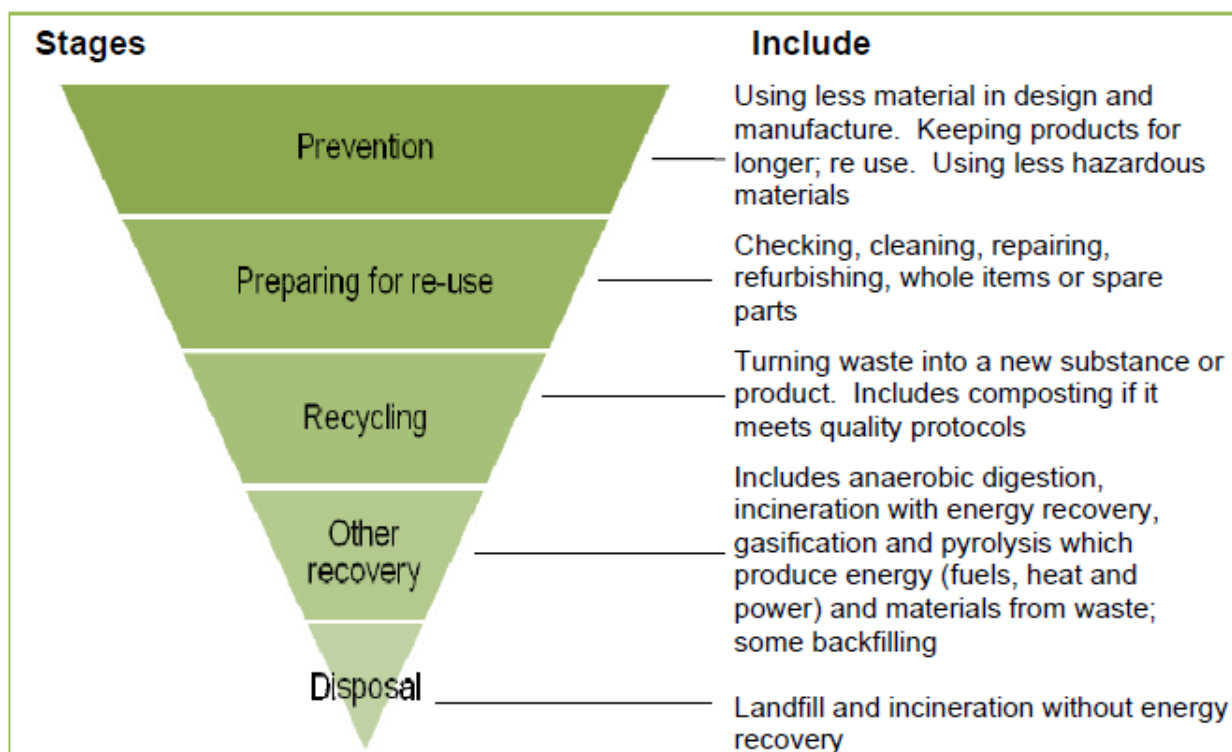 Stages
Include
Prevention
Using less material in design and
manufacture.  Keeping products for
longer; re use.  Using less hazardous
materials
Preparing for re-use
Checking, cleaning, repairing,
refurbishing, whole items or spare
parts
Recycling
Turning waste into a new substance or
product.  Includes composting if it
meets quality protocols
Other
recovery
Includes anaerobic digestion,
incineration with energy recovery,
gasification and pyrolysis which
produce energy (fuels, heat and
power) and materials from waste;
some backfilling
Disposal
Landfill and incineration without energy
recovery